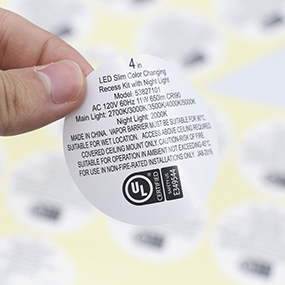 4 in
LED Slim Color Changing
Recess Kit with Night Light
Model: 53827101
AC 120V 60Hz 11W 650lm CRI90
Main Light: 2700K/3000K/3500K/4000K/5000K
Night Light: 2000K
MADE IN CHINA. VAPOR BARRIER MUST BE SUITABLE FOR 90°C.
SUITABLE FOR WET LOCATION. ACCESS ABOVE CEILING REQUIRED.
COVERED CEILING MOUNT ONLY. CAUTION-RISK OF FIRE.
SUITABLE FOR OPERATION IN AMBIENT NOT EXCEEDING 45°C.
FOR USE IN NON-FIRE-RATED INSTALLATIONS ONLY.
UL
CERTIFIED
E349544